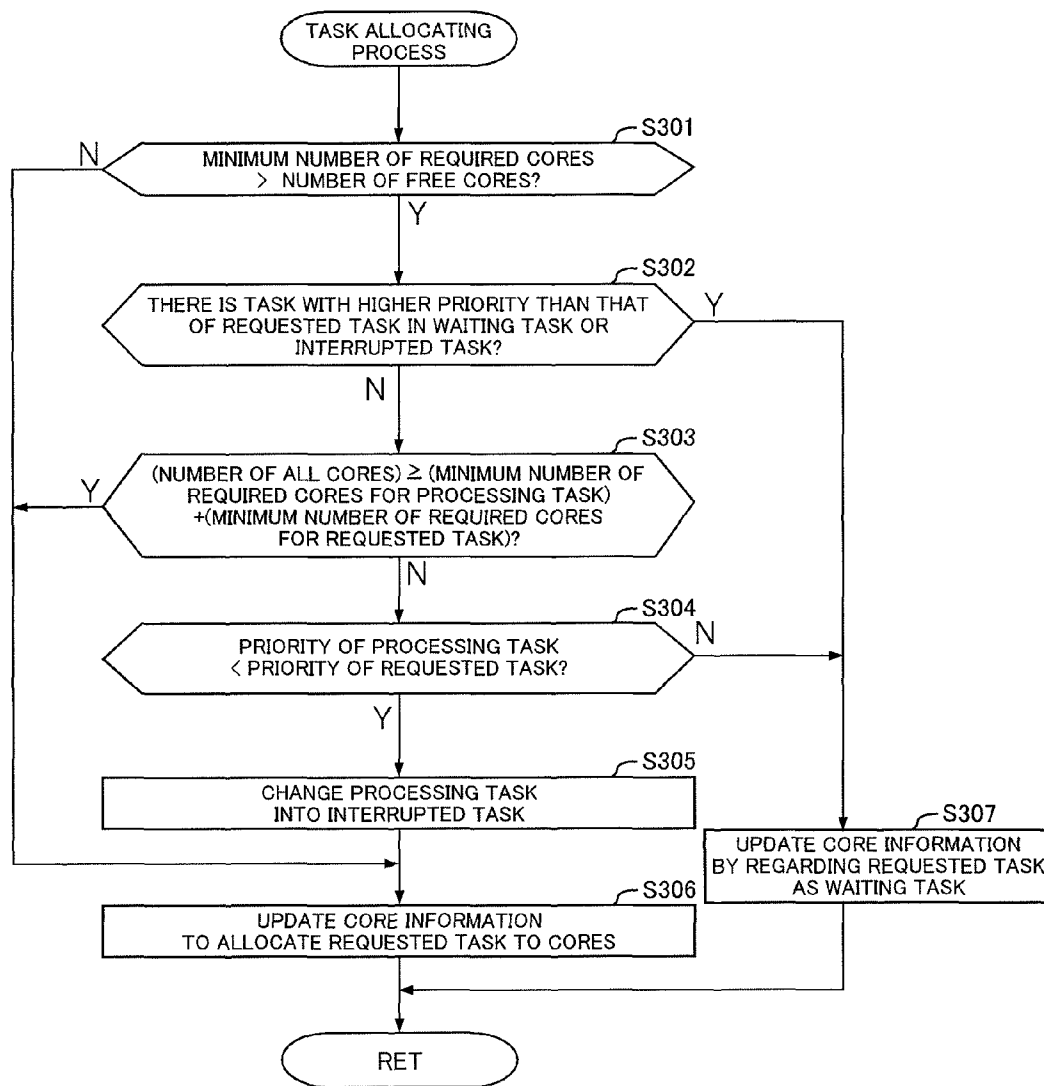 TASK ALLOCATING
PROCESS
S301
N
MINIMUM NUMBER OF REQUIRED CORES
> NUMBER OF FREE CORES?
Y
S302
THERE IS TASK WITH HIGHER PRIORITY THAN THAT
OF REQUESTED TASK IN WAITING TASK OR
INTERRUPTED TASK?
Y
N
S303
(NUMBER OF ALL CORES) ≧ (MINIMUM NUMBER OF
REQUIRED CORES FOR PROCESSING TASK)
+(MINIMUM NUMBER OF REQUIRED CORES
FOR REQUESTED TASK)?
Y
N
S304
PRIORITY OF PROCESSING TASK
< PRIORITY OF REQUESTED TASK?
N
Y
S305
CHANGE PROCESSING TASK
INTO INTERRUPTED TASK
S307
UPDATE CORE INFORMATION
BY REGARDING REQUESTED TASK
AS WAITING TASK
S306
UPDATE CORE INFORMATION
TO ALLOCATE REQUESTED TASK TO CORES
RET